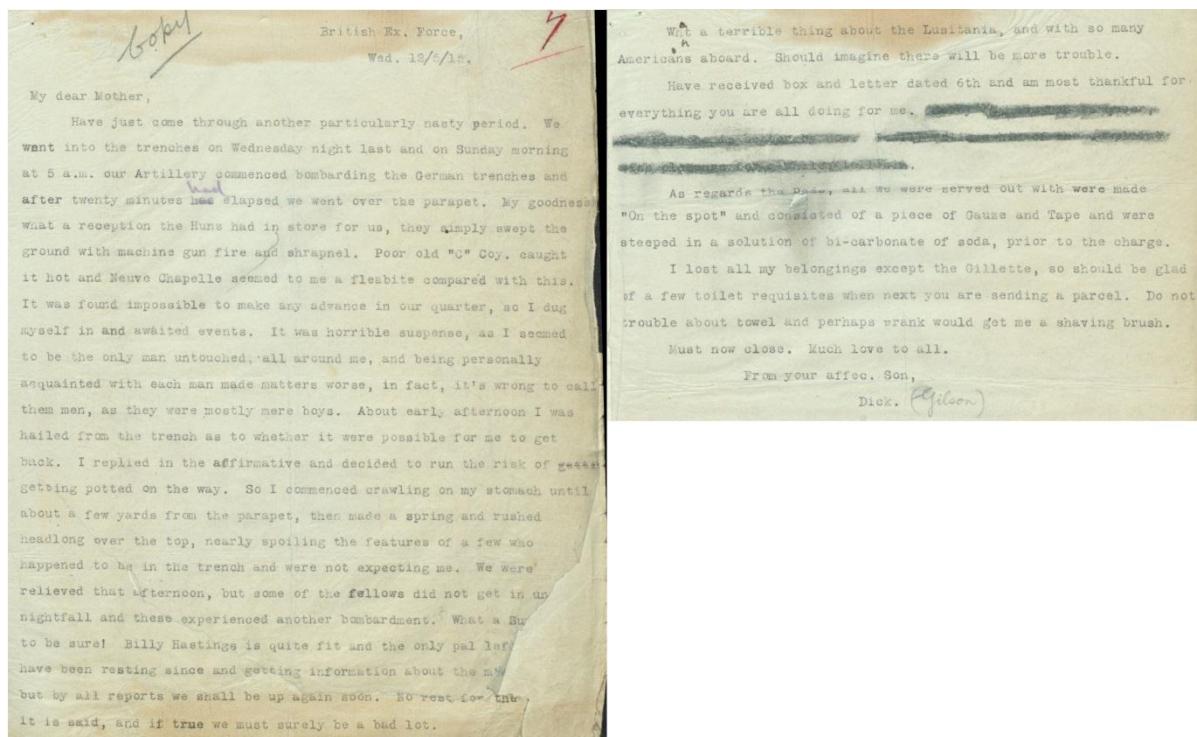 Copy
7
British Ex. Force,
Wed. 12/5/15.
My dear Mother,
Have just come through another particularly nasty period. We
went into the trenches on Wednesday night last and on Sunday morning
at 5 a.m. our Artillery commenced bombarding the German trenches and
had
after twenty minutes has elapsed we went over the parapet. My goodness
what a reception the Huns had in store for us, they simply swept the
ground with machine gun fire and shrapnel. Poor old "C" Coy. caught
it hot and Neuve Chapelle seemed to me a fleabite compared with this.
It was found impossible to make any advance in our quarter, so I dug
myself in and awaited events. It was horrible suspense, as I seemed
to be the only man untouched, all around me, and being personally
acquainted with each man made matters worse, in fact, it's wrong to call
them men, as they were mostly mere boys. About early afternoon I was
hailed from the trench as to whether it were possible for me to get
back. I replied in the affirmative and decided to run the risk of
getting potted on the way. So I commenced crawling on my stomach until
about a few yards from the parapet, then made a spring and rushed
headlong over the top, nearly spoiling the features of a few who
happened to be in the trench and were not expecting me. We were
relieved that afternoon, but some of the fellows did not get in un
nightfall and these experienced another bombardment. What a Su
to be sure! Billy Hastings is quite fit and the only pal lef
have been resting since and getting information about the
but by all reports we shall be up again soon. No rest for the
it is said, and if true we must surely be a bad lot.
What a terrible thing about the Lusitania, and with so many
Americans aboard. Should imagine there will be more trouble.
Have received box and letter dated 6th and am most thankful for
everything you are all doing for me.
As regards the Pads, all we were served out with were made
"On the spot" and consisted of a piece of Gauze and Tape and were
steeped in a solution of bi-carbonate of soda, prior to the charge.
I lost all my belongings except the Gillette, so should be glad
of a few toilet requisites when next you are sending a parcel. Do not
trouble about towel and perhaps Frank would get me a shaving brush.
Must now close. Much love to all.
From your affec. Son,
Dick. (Gilson)